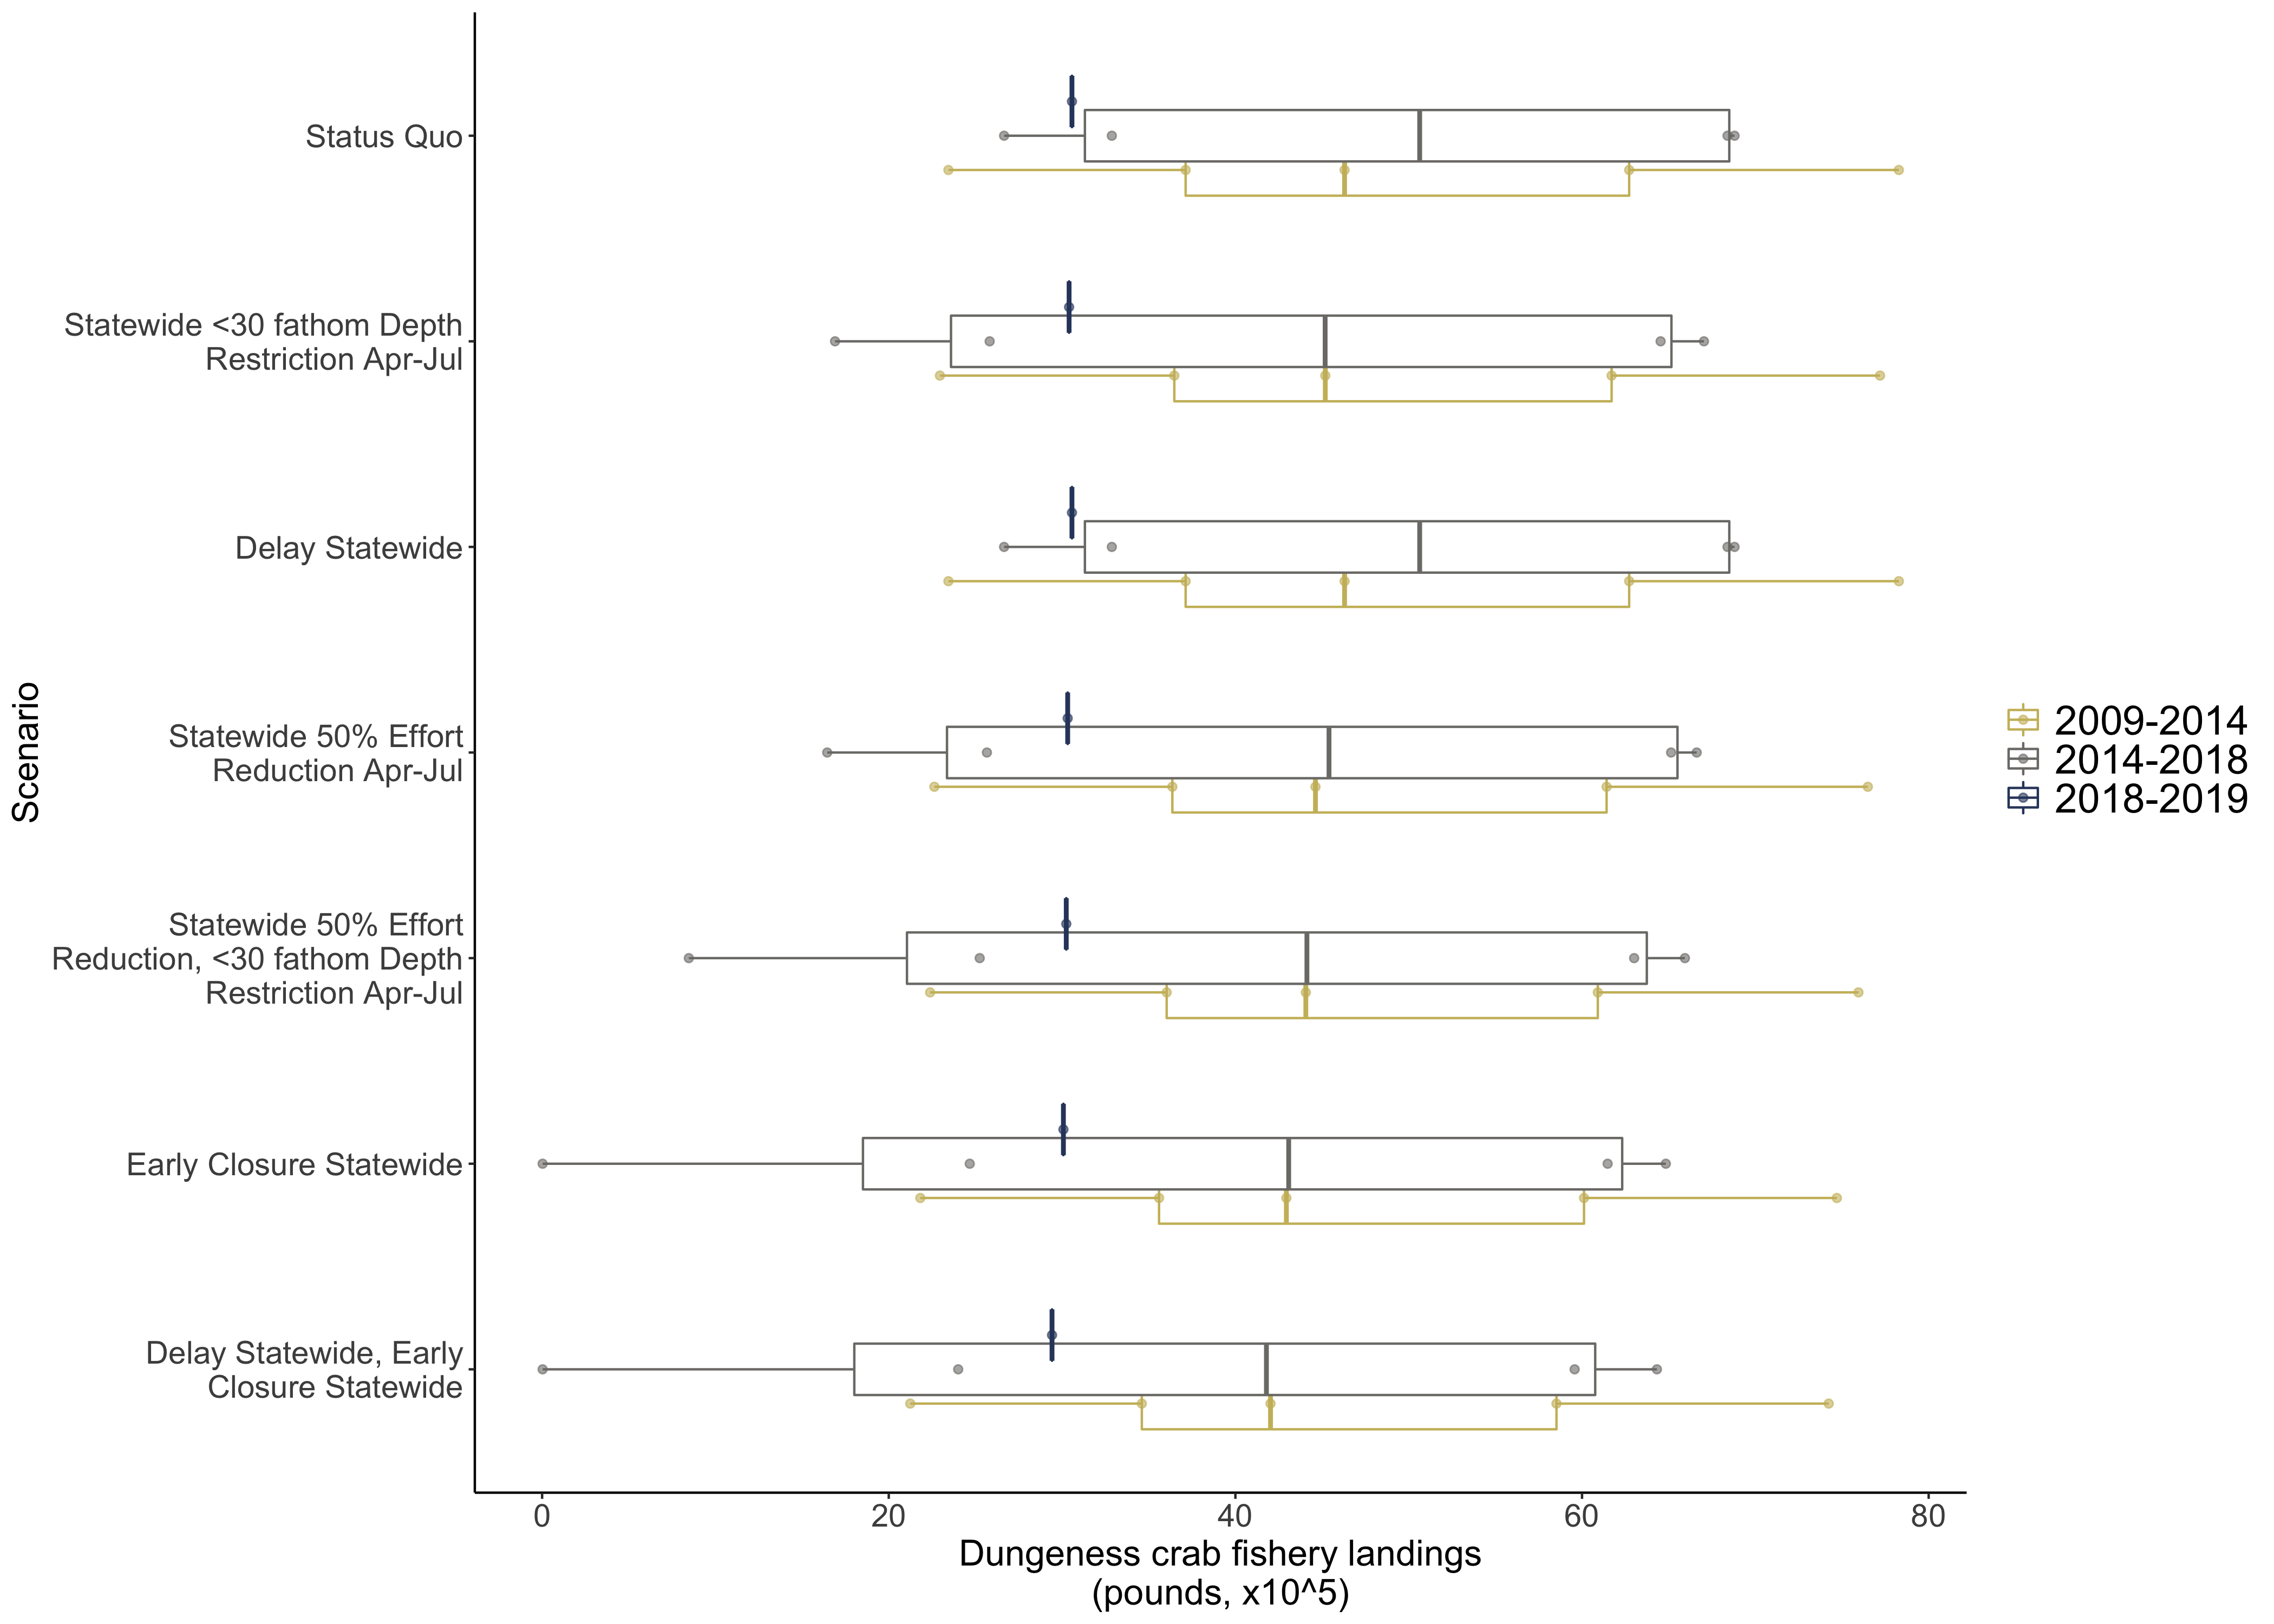 Scenario
Status Quo
Statewide <30 fathom Depth
Restriction Apr-Jul
Delay Statewide
Statewide 50% Effort
Reduction Apr-Jul
Statewide 50% Effort
Reduction, <30 fathom Depth
Restriction Apr-Jul
Early Closure Statewide
Delay Statewide, Early
Closure Statewide
0 20 40 60 80
Dungeness crab fishery landings
(pounds, x10^5)
2009-2014
2014-2018
2018-2019